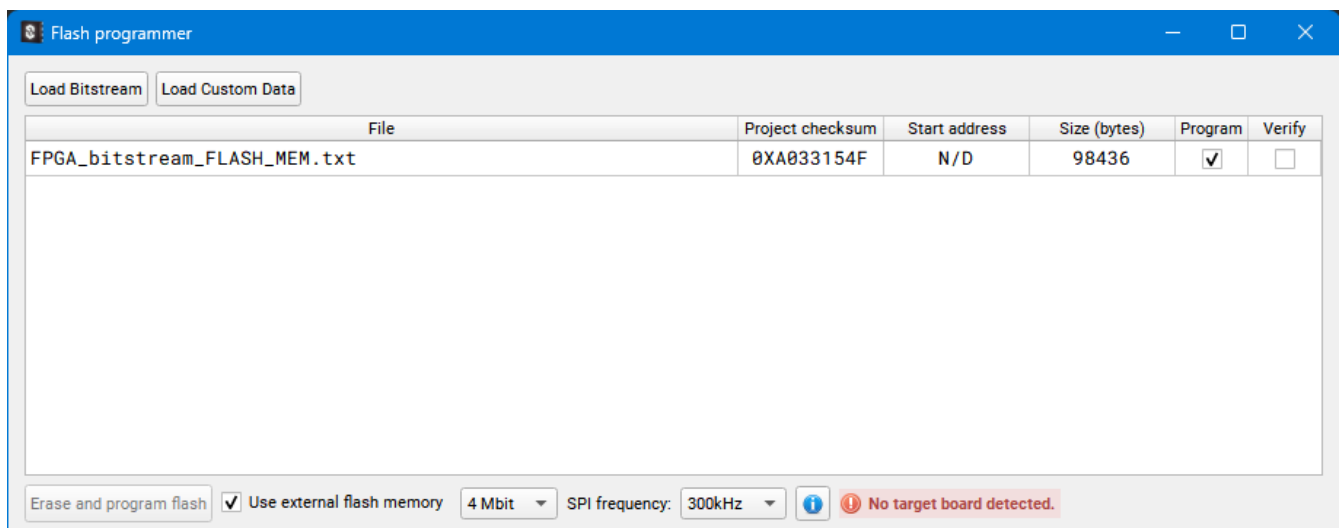 Flash programmer
Load Bitstream Load Custom Data
File Project checksum Start address Size (bytes) Program Verify
FPGA_bitstream_FLASH_MEM.txt 0XA033154F N/D 98436
Erase and program flash Use external flash memory 4 Mbit SPI frequency: 300kHz No target board detected.